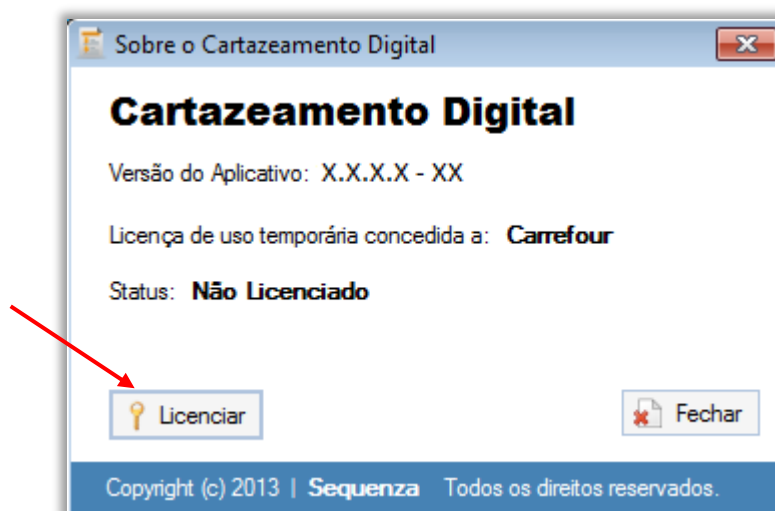 Sobre o Cartazeamento Digital
Cartazeamento Digital
Versão do Aplicativo: X.X.X.X - XX
Licença de uso temporária concedida a: Carrefour
Status: Não Licenciado
Licenciar Fechar
Copyright (c) 2013 | Sequenza Todos os direitos reservados.